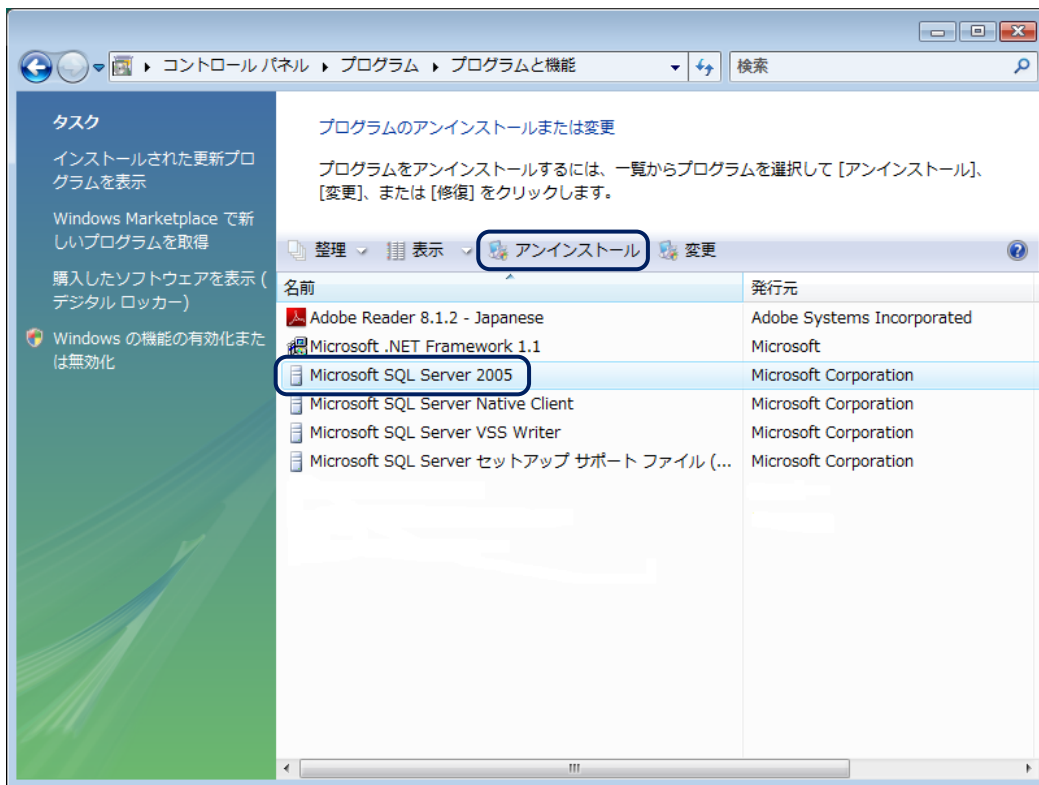 コントロール パネル ▸ プログラム ▸ プログラムと機能
検索
タスク
インストールされた更新プロ
グラムを表示
Windows Marketplace で新
しいプログラムを取得
購入したソフトウェアを表示 (
デジタル ロッカー)
Windows の機能の有効化また
は無効化
プログラムのアンインストールまたは変更
プログラムをアンインストールするには、一覧からプログラムを選択して [アンインストール]、
[変更]、または [修復] をクリックします。
整理 表示 アンインストール 変更
名前 発行元
Adobe Reader 8.1.2 - Japanese Adobe Systems Incorporated
Microsoft .NET Framework 1.1 Microsoft
Microsoft SQL Server 2005 Microsoft Corporation
Microsoft SQL Server Native Client Microsoft Corporation
Microsoft SQL Server VSS Writer Microsoft Corporation
Microsoft SQL Server セットアップ サポート ファイル (... Microsoft Corporation